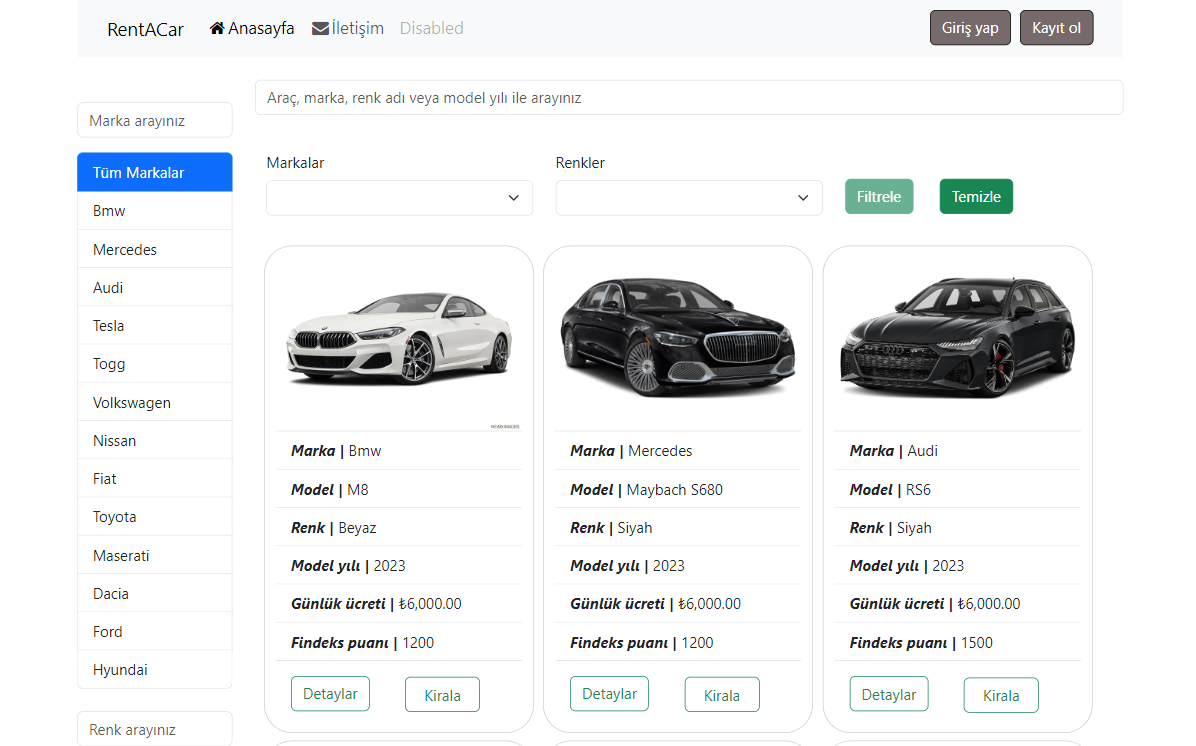 RentACar Anasayfa İletişim Disabled Giriş yap Kayıt ol
Araç, marka, renk adı veya model yılı ile arayınız
Marka arayınız
Tüm Markalar
Bmw
Mercedes
Audi
Tesla
Togg
Volkswagen
Nissan
Fiat
Toyota
Maserati
Dacia
Ford
Hyundai
Renk arayınız
Markalar
Renkler
Filtrele
Temizle
Marka | Bmw
Model | M8
Renk | Beyaz
Model yılı | 2023
Günlük ücreti | ₺6,000.00
Findeks puanı | 1200
Detaylar Kirala
Marka | Mercedes
Model | Maybach S680
Renk | Siyah
Model yılı | 2023
Günlük ücreti | ₺6,000.00
Findeks puanı | 1200
Detaylar Kirala
Marka | Audi
Model | RS6
Renk | Siyah
Model yılı | 2023
Günlük ücreti | ₺6,000.00
Findeks puanı | 1500
Detaylar Kirala